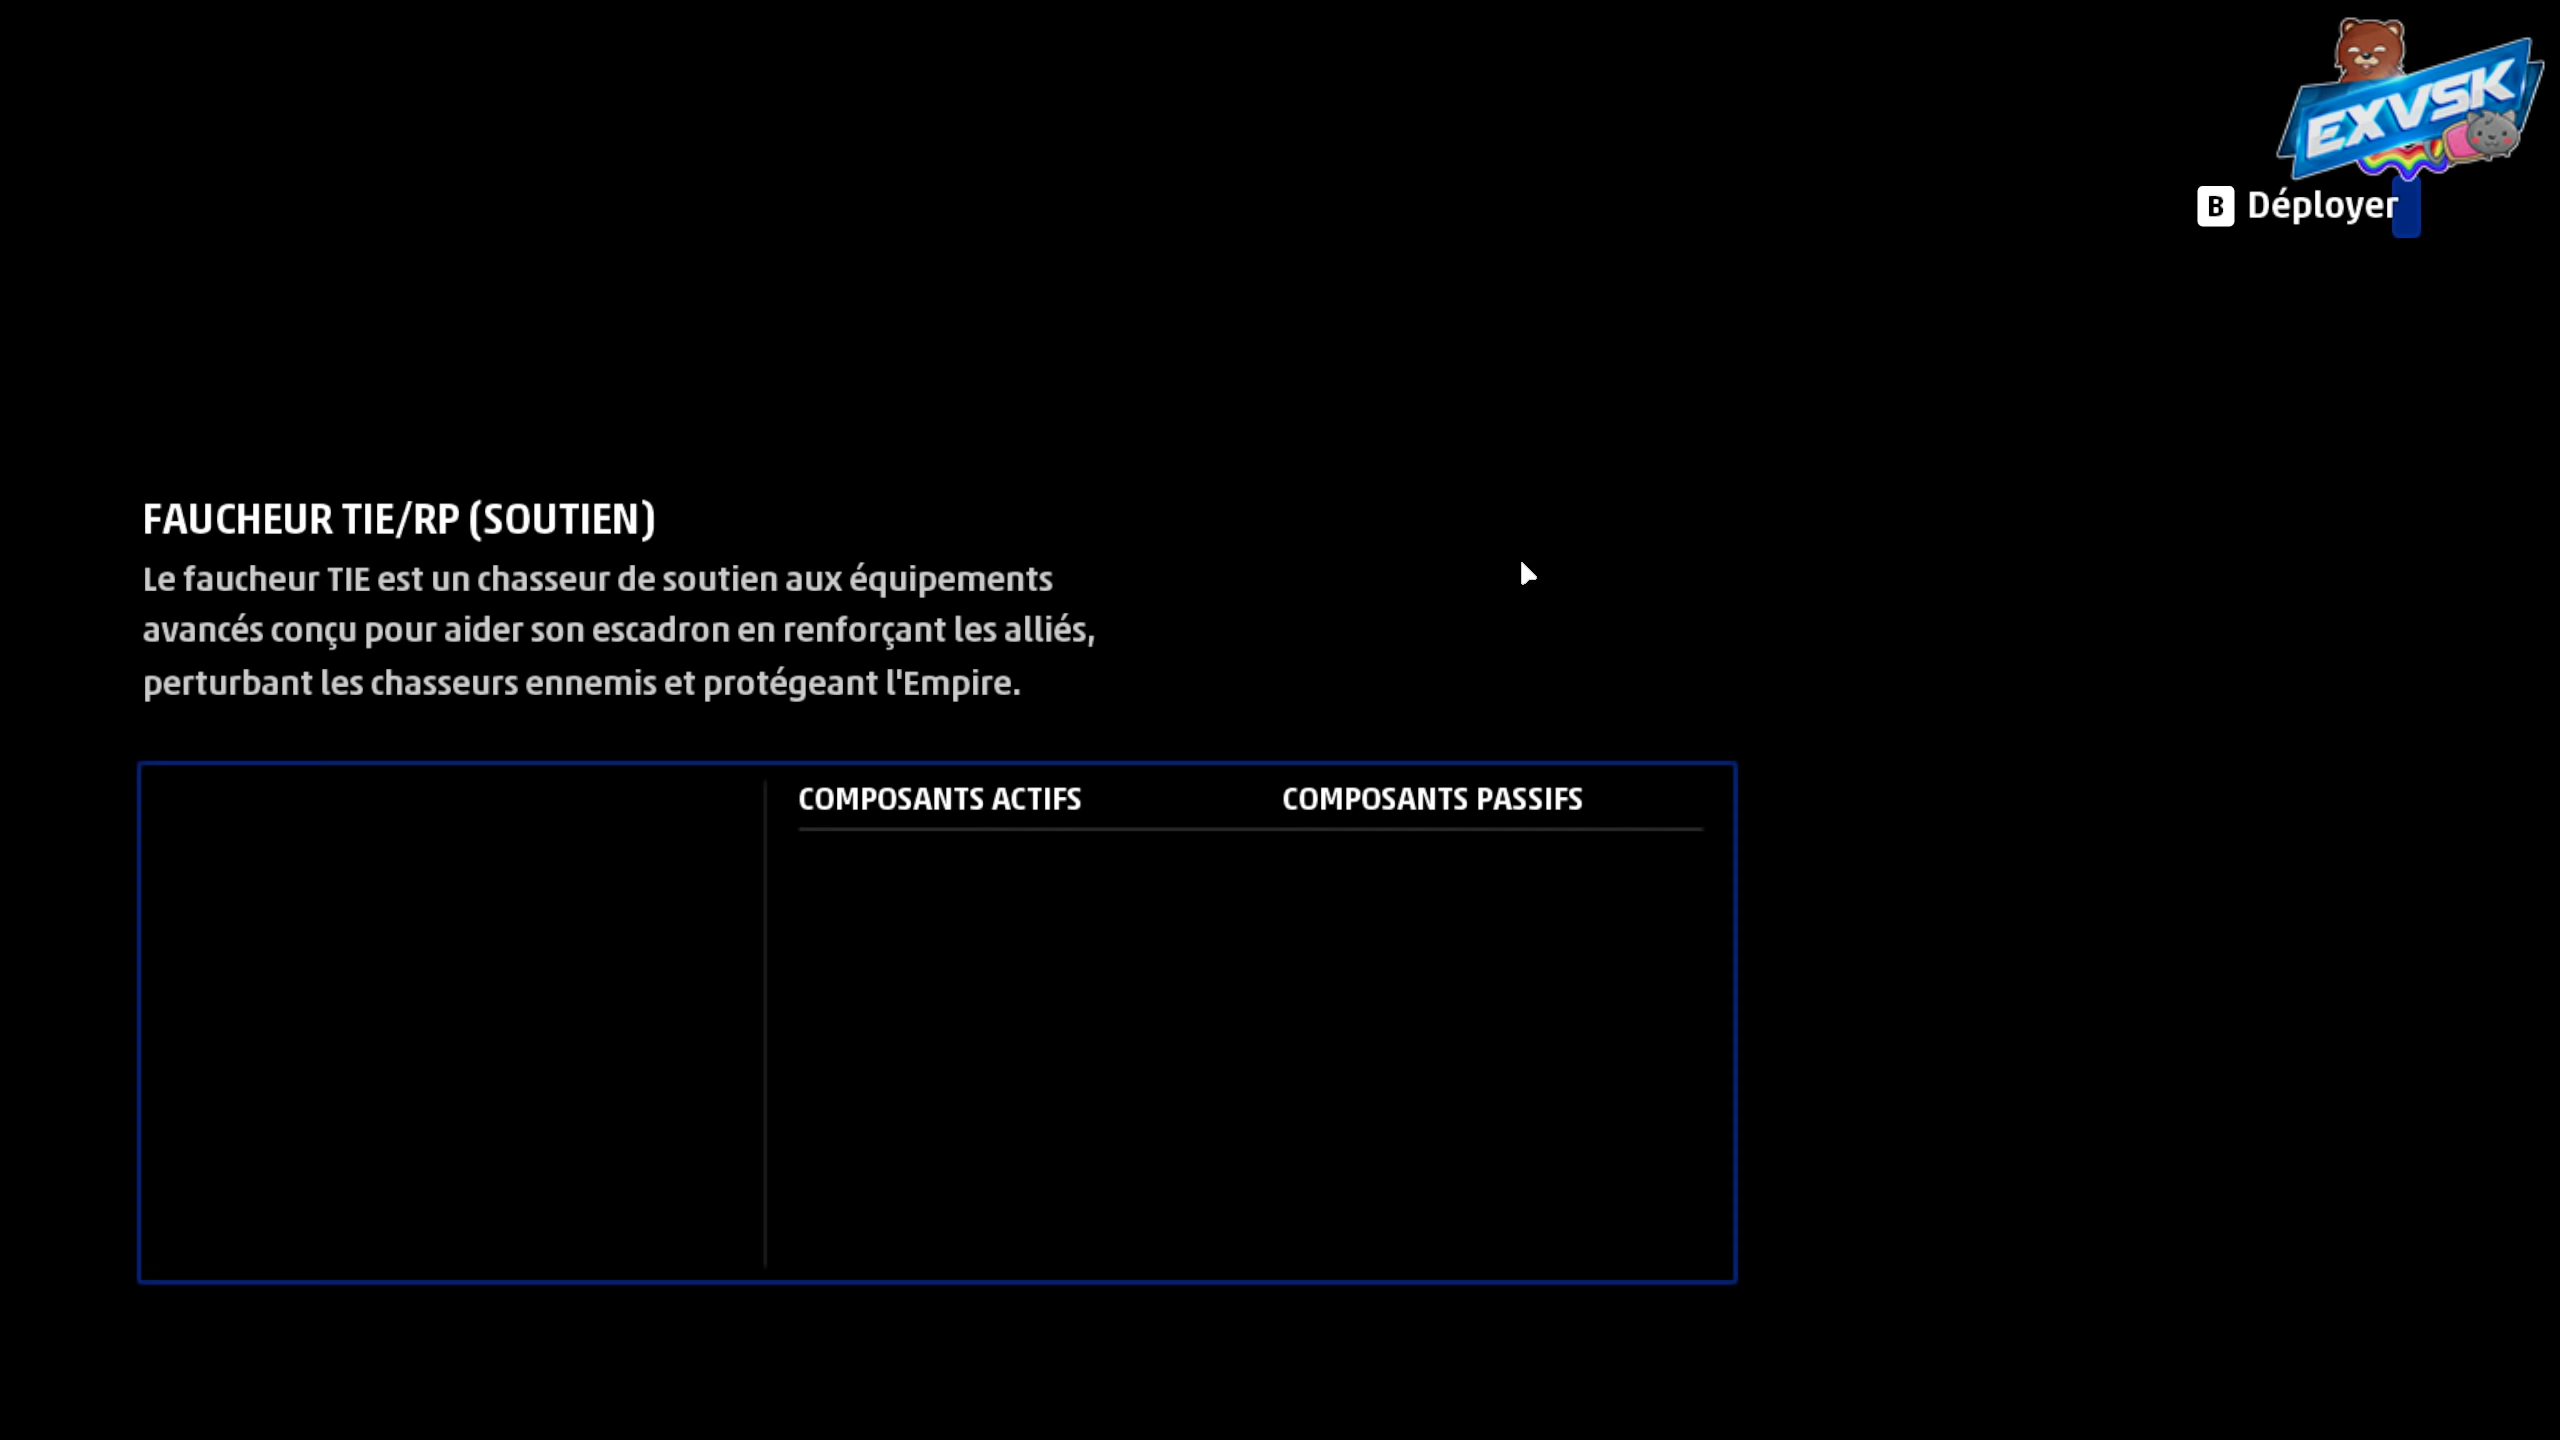 EXVSK
B Déployer
FAUCHEUR TIE/RP (SOUTIEN)
Le faucheur TIE est un chasseur de soutien aux équipements
avancés conçu pour aider son escadron en renforçant les alliés,
perturbant les chasseurs ennemis et protégeant l'Empire.
COMPOSANTS ACTIFS COMPOSANTS PASSIFS